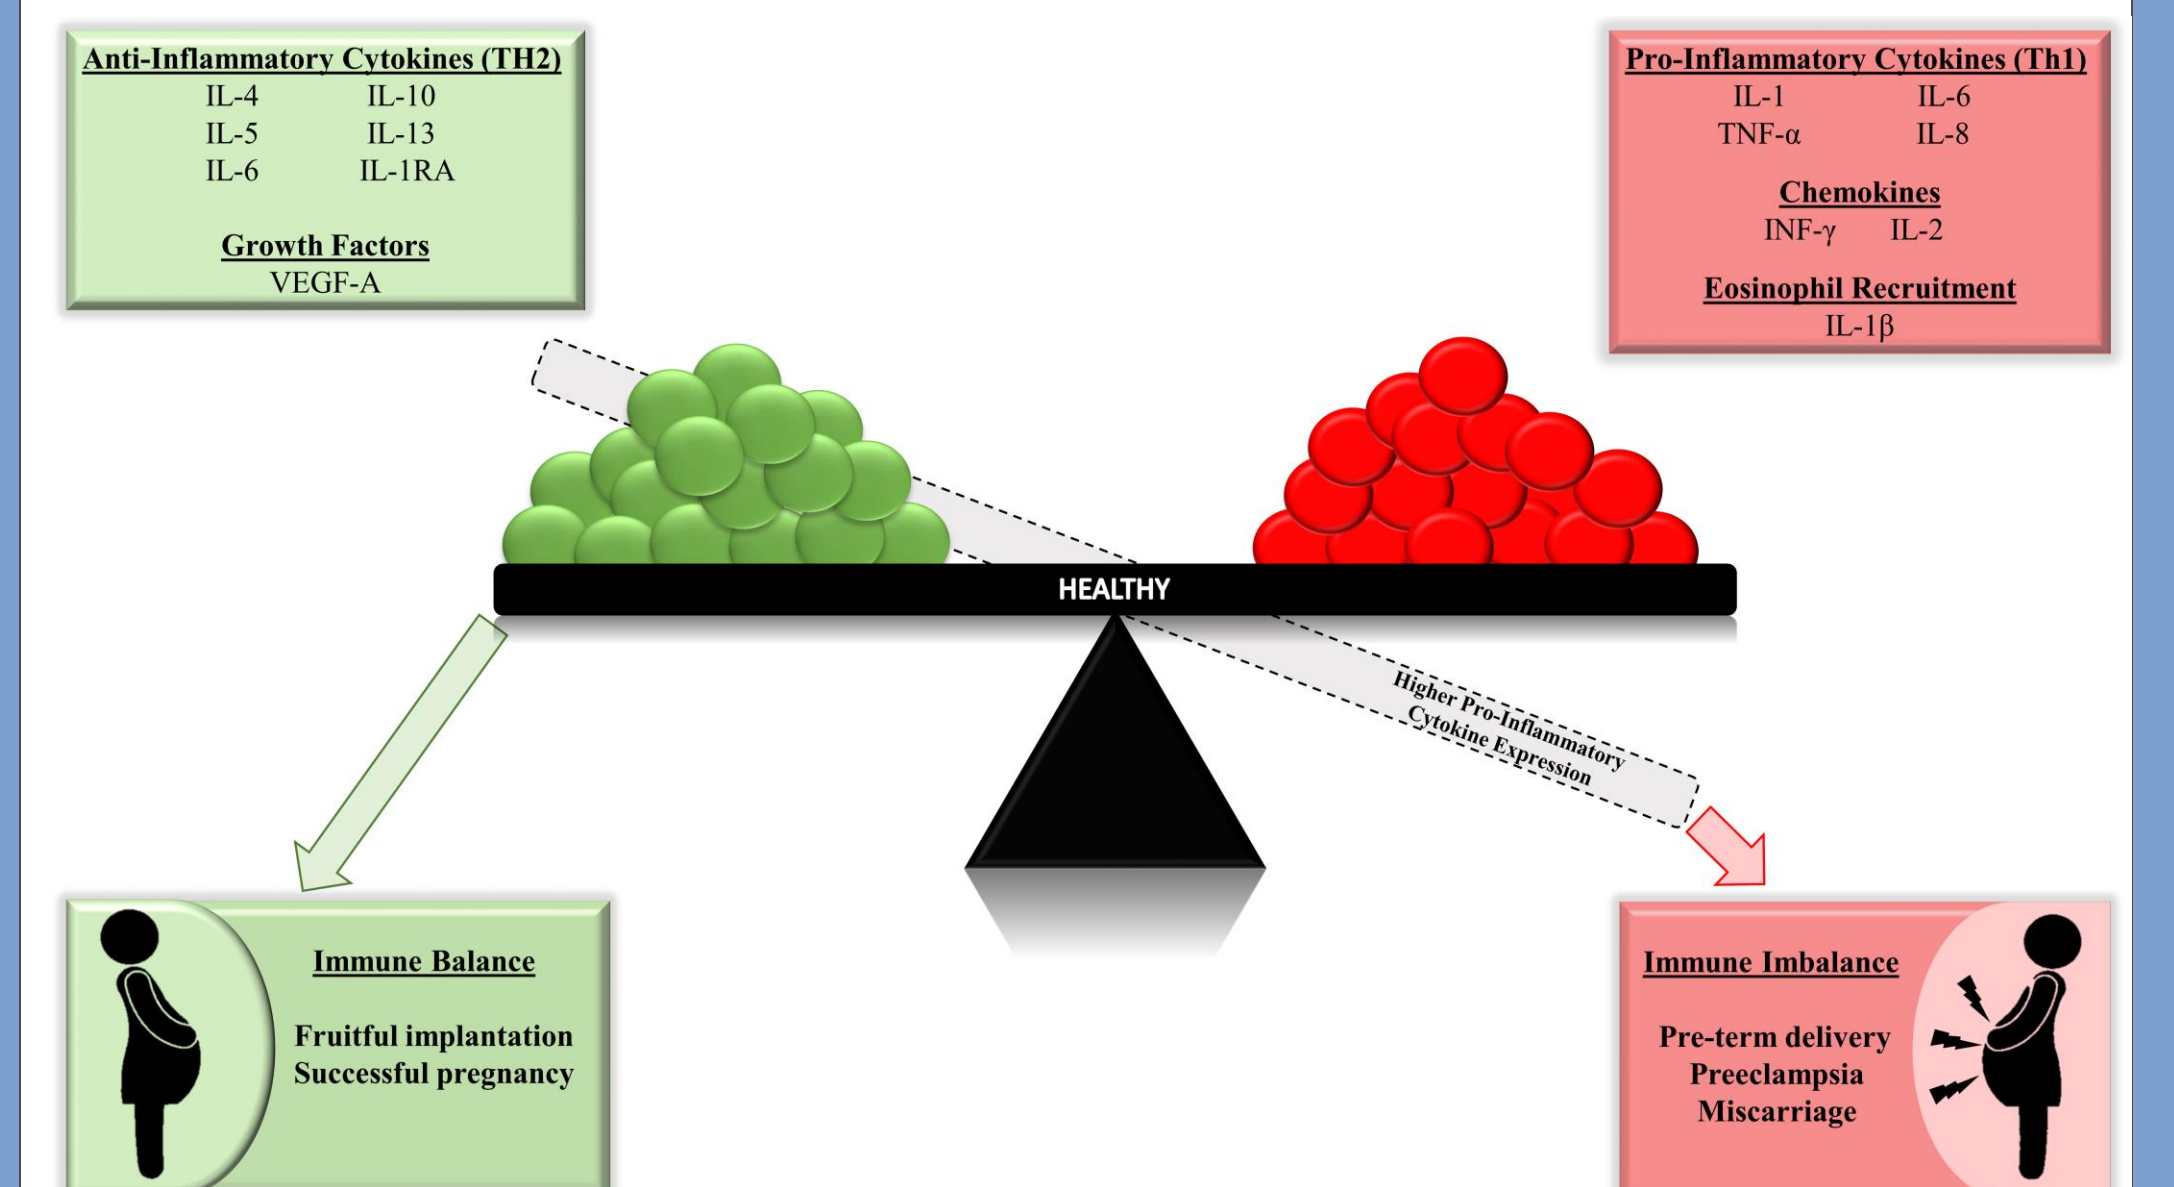 Anti-Inflammatory Cytokines (TH2)
IL-4 IL-10
IL-5 IL-13
IL-6 IL-1RA
Growth Factors
VEGF-A
Pro-Inflammatory Cytokines (Th1)
IL-1 IL-6
TNF-α IL-8
Chemokines
INF-γ IL-2
Eosinophil Recruitment
IL-1β
HEALTHY
Higher Pro-Inflammatory
Cytokine Expression
Immune Balance
Fruitful implantation
Successful pregnancy
Immune Imbalance
Pre-term delivery
Preeclampsia
Miscarriage